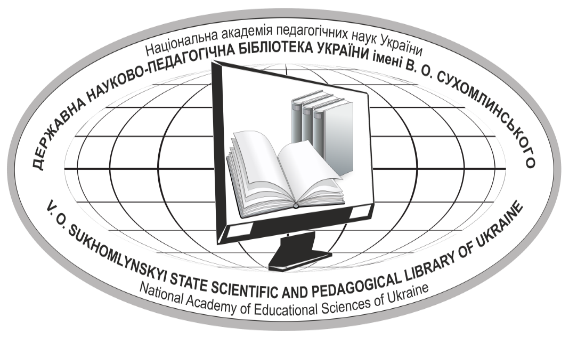 Національна академія педагогічних наук України
ДЕРЖАВНА НАУКОВО-ПЕДАГОГІЧНА БІБЛІОТЕКА УКРАЇНИ імені В. О. СУХОМЛИНСЬКОГО
V. O. SUKHOMLYNSKYI STATE SCIENTIFIC AND PEDAGOGICAL LIBRARY OF UKRAINE
National Academy of Educational Sciences of Ukraine